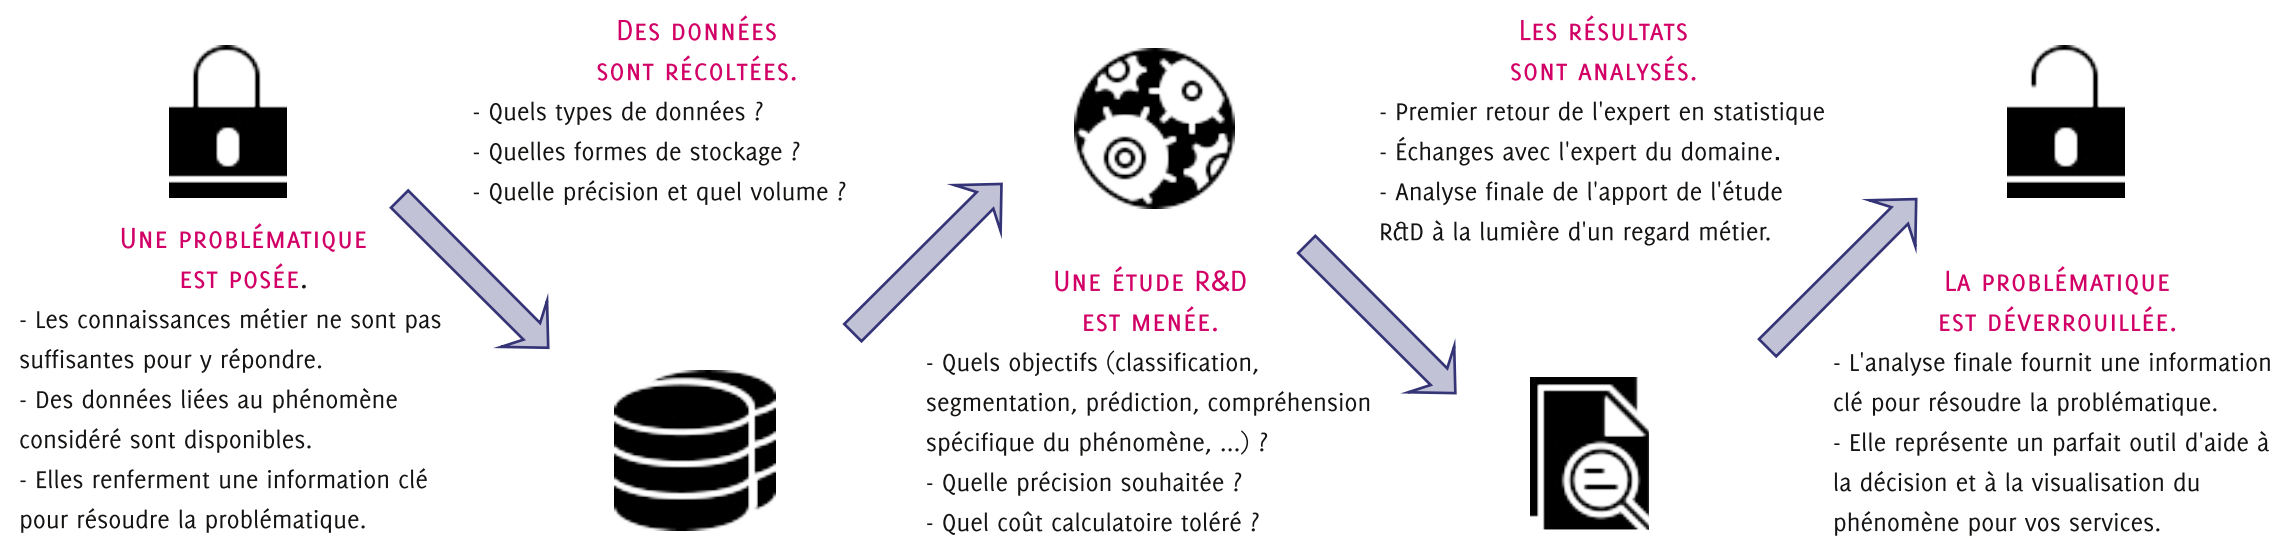 Une problématique
est posée.
- Les connaissances métier ne sont pas
suffisantes pour y répondre.
- Des données liées au phénomène
considéré sont disponibles.
- Elles renferment une information clé
pour résoudre la problématique.
Des données
sont récoltées.
- Quels types de données ?
- Quelles formes de stockage ?
- Quelle précision et quel volume ?
Une étude R&D
est menée.
- Quels objectifs (classification,
segmentation, prédiction, compréhension
spécifique du phénomène, ...) ?
- Quelle précision souhaitée ?
- Quel coût calculatoire toléré ?
Les résultats
sont analysés.
- Premier retour de l'expert en statistique
- Échanges avec l'expert du domaine.
- Analyse finale de l'apport de l'étude
R&D à la lumière d'un regard métier.
La problématique
est déverrouillée.
- L'analyse finale fournit une information
clé pour résoudre la problématique.
- Elle représente un parfait outil d'aide à
la décision et à la visualisation du
phénomène pour vos services.